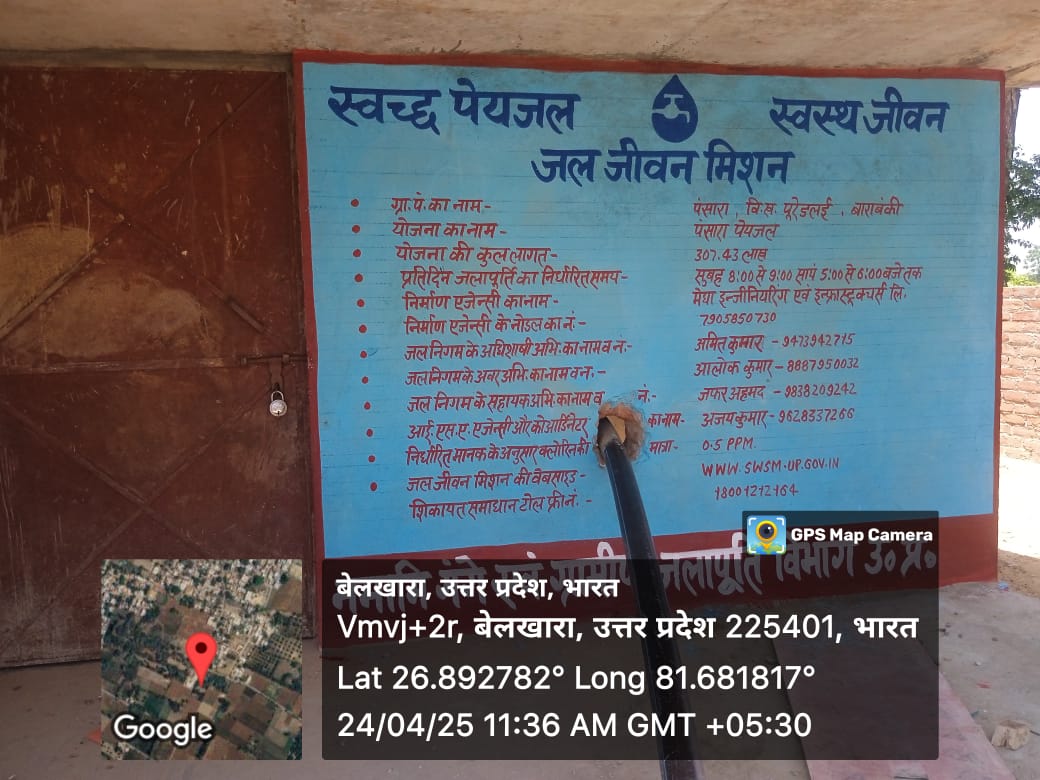 स्वच्छ पेयजल स्वस्थ जीवन
जल जीवन मिशन
ग्रा. पं. का नाम - पंसारा, वि.ख. पूरेडलई, बाराबंकी
योजना का नाम - पंसारा पेयजल
योजना की कुल लागत - 307.43 लाख
प्रतिदिन जलापूर्ति का निर्धारित समय - सुबह 8:00 से 9:00 सायं 5:00 से 6:00 बजे तक
निर्माण एजेन्सी का नाम - मेघा इन्जीनियरिंग एवं इन्फ्रास्ट्रक्चर्स लि.
निर्माण एजेन्सी के नोडल का नं - 7905850730
जल निगम के अधिशाषी अभि. का नाम व नं. - अमित कुमार - 9473942715
जल निगम के अवर अभि. का नाम व नं. - आलोक कुमार - 8887950032
जल निगम के सहायक अभि. का नाम व नं. - जफर अहमद - 9838209242
आई. एस. ए. एजेन्सी और कोआर्डिनेटर का नाम - अजय कुमार - 9628337266
निर्धारित मानक के अनुसार क्लोरिन की मात्रा - 0.5 PPM.
जल जीवन मिशन की वैबसाइड - WWW.SWSM-UP.GOV.IN
शिकायत समाधान टोल फ्री नं. - 18001212164
नमामि गंगे एवं ग्रामीण जलापूर्ति विभाग उ० प्र०
GPS Map Camera
बेलखारा, उत्तर प्रदेश, भारत
Vmvj+2r, बेलखारा, उत्तर प्रदेश 225401, भारत
Lat 26.892782° Long 81.681817°
24/04/25 11:36 AM GMT +05:30
Google